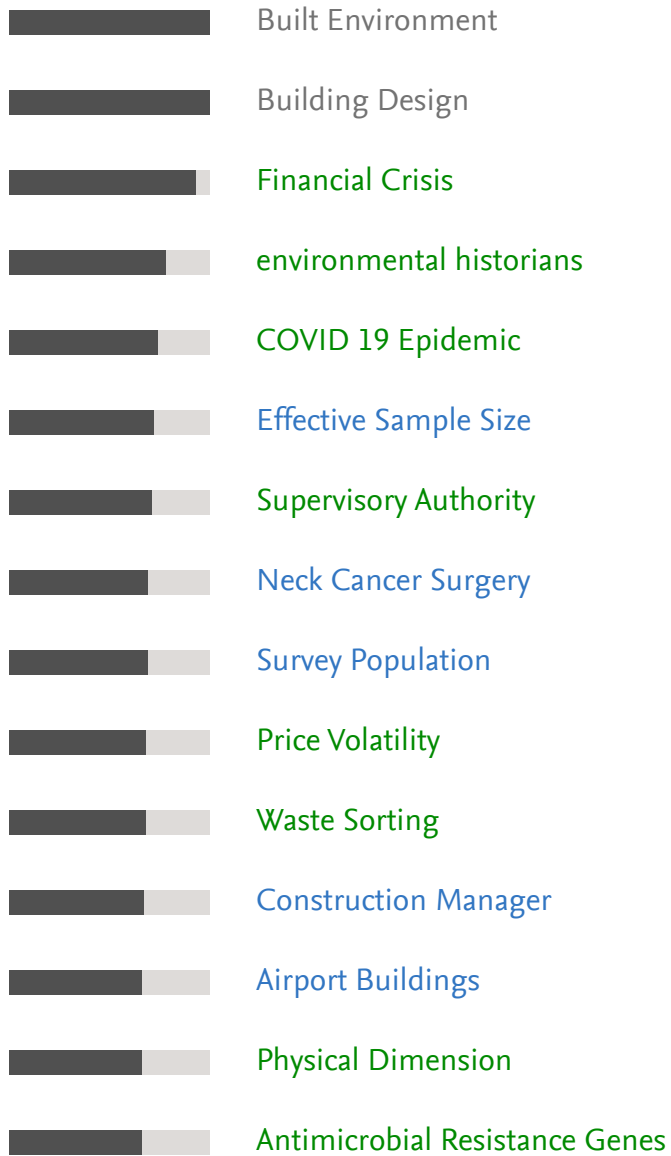 Built Environment
Building Design
Financial Crisis
environmental historians
COVID 19 Epidemic
Effective Sample Size
Supervisory Authority
Neck Cancer Surgery
Survey Population
Price Volatility
Waste Sorting
Construction Manager
Airport Buildings
Physical Dimension
Antimicrobial Resistance Genes